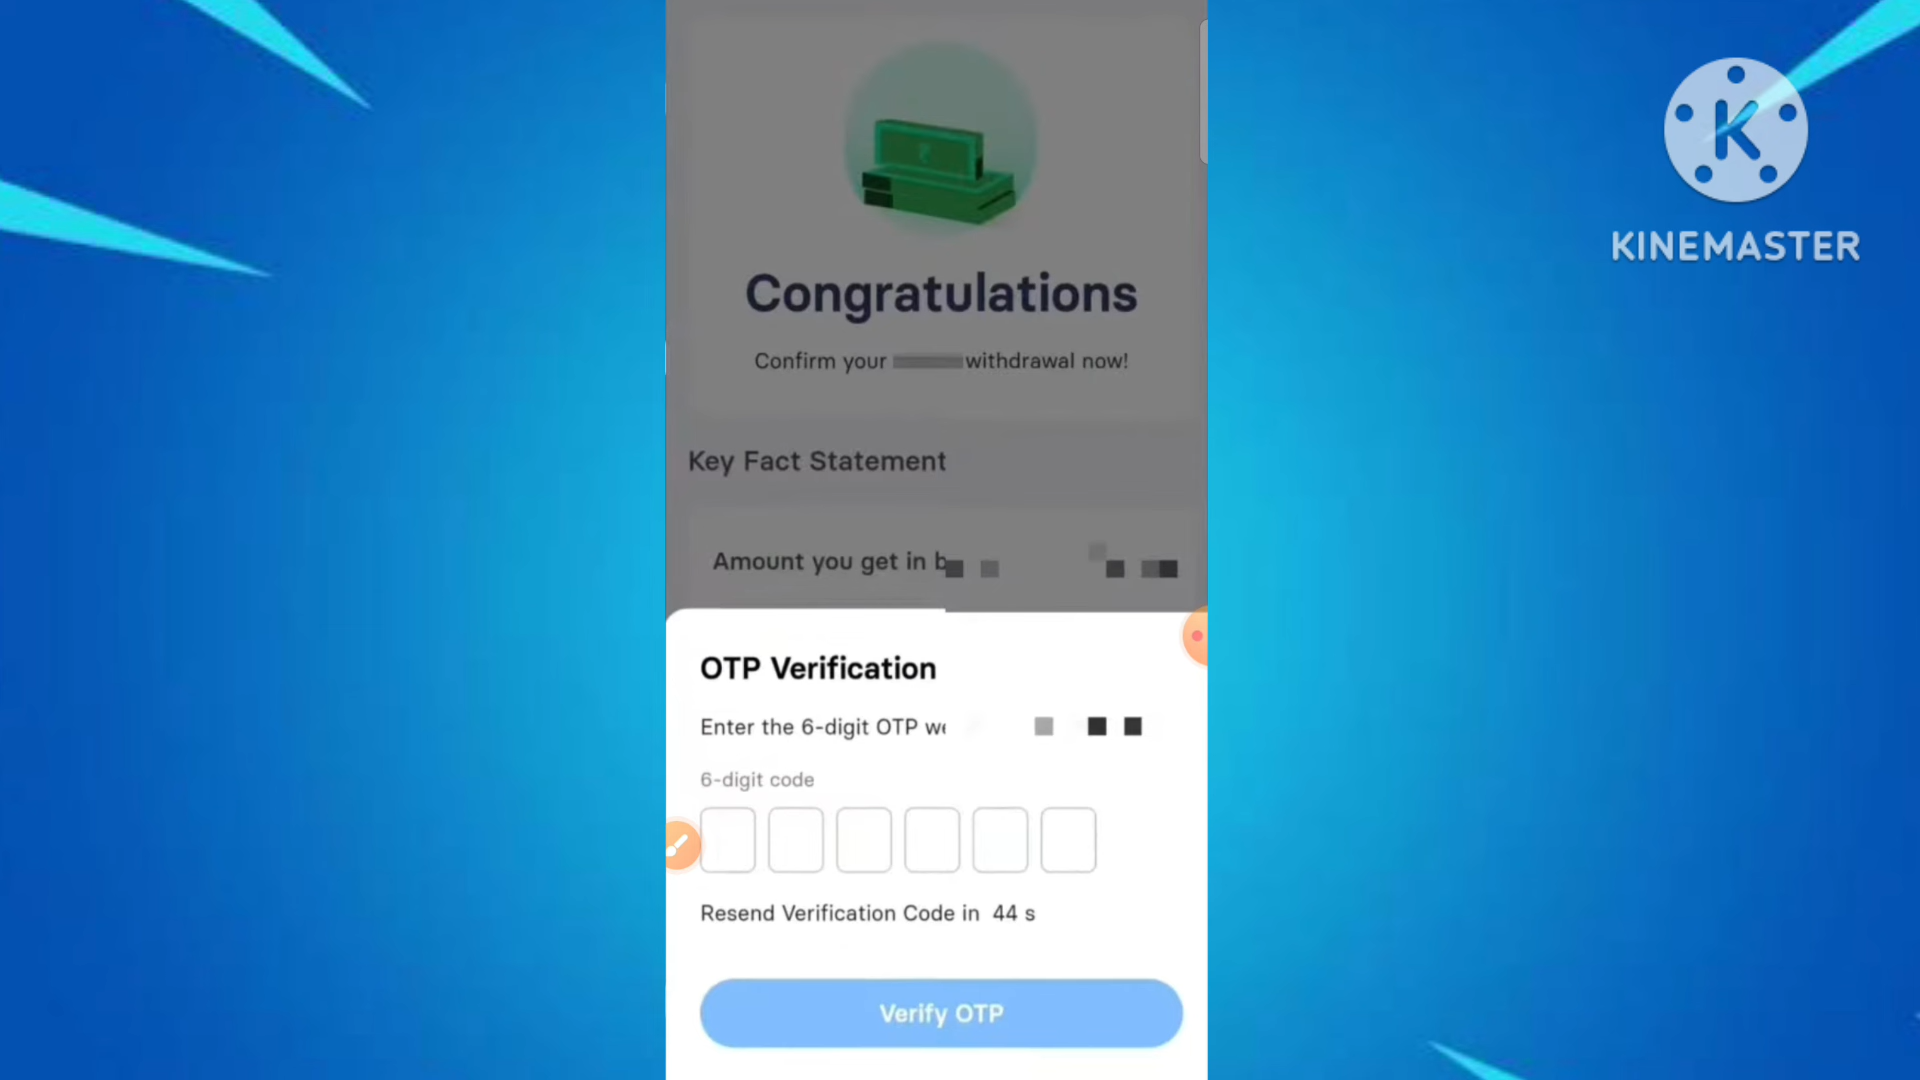 K
KINEMASTER
Congratulations
Confirm your withdrawal now!
Key Fact Statement
Amount you get in
OTP Verification
Enter the 6-digit OTP
6-digit code
Resend Verification Code in 44 s
Verify OTP